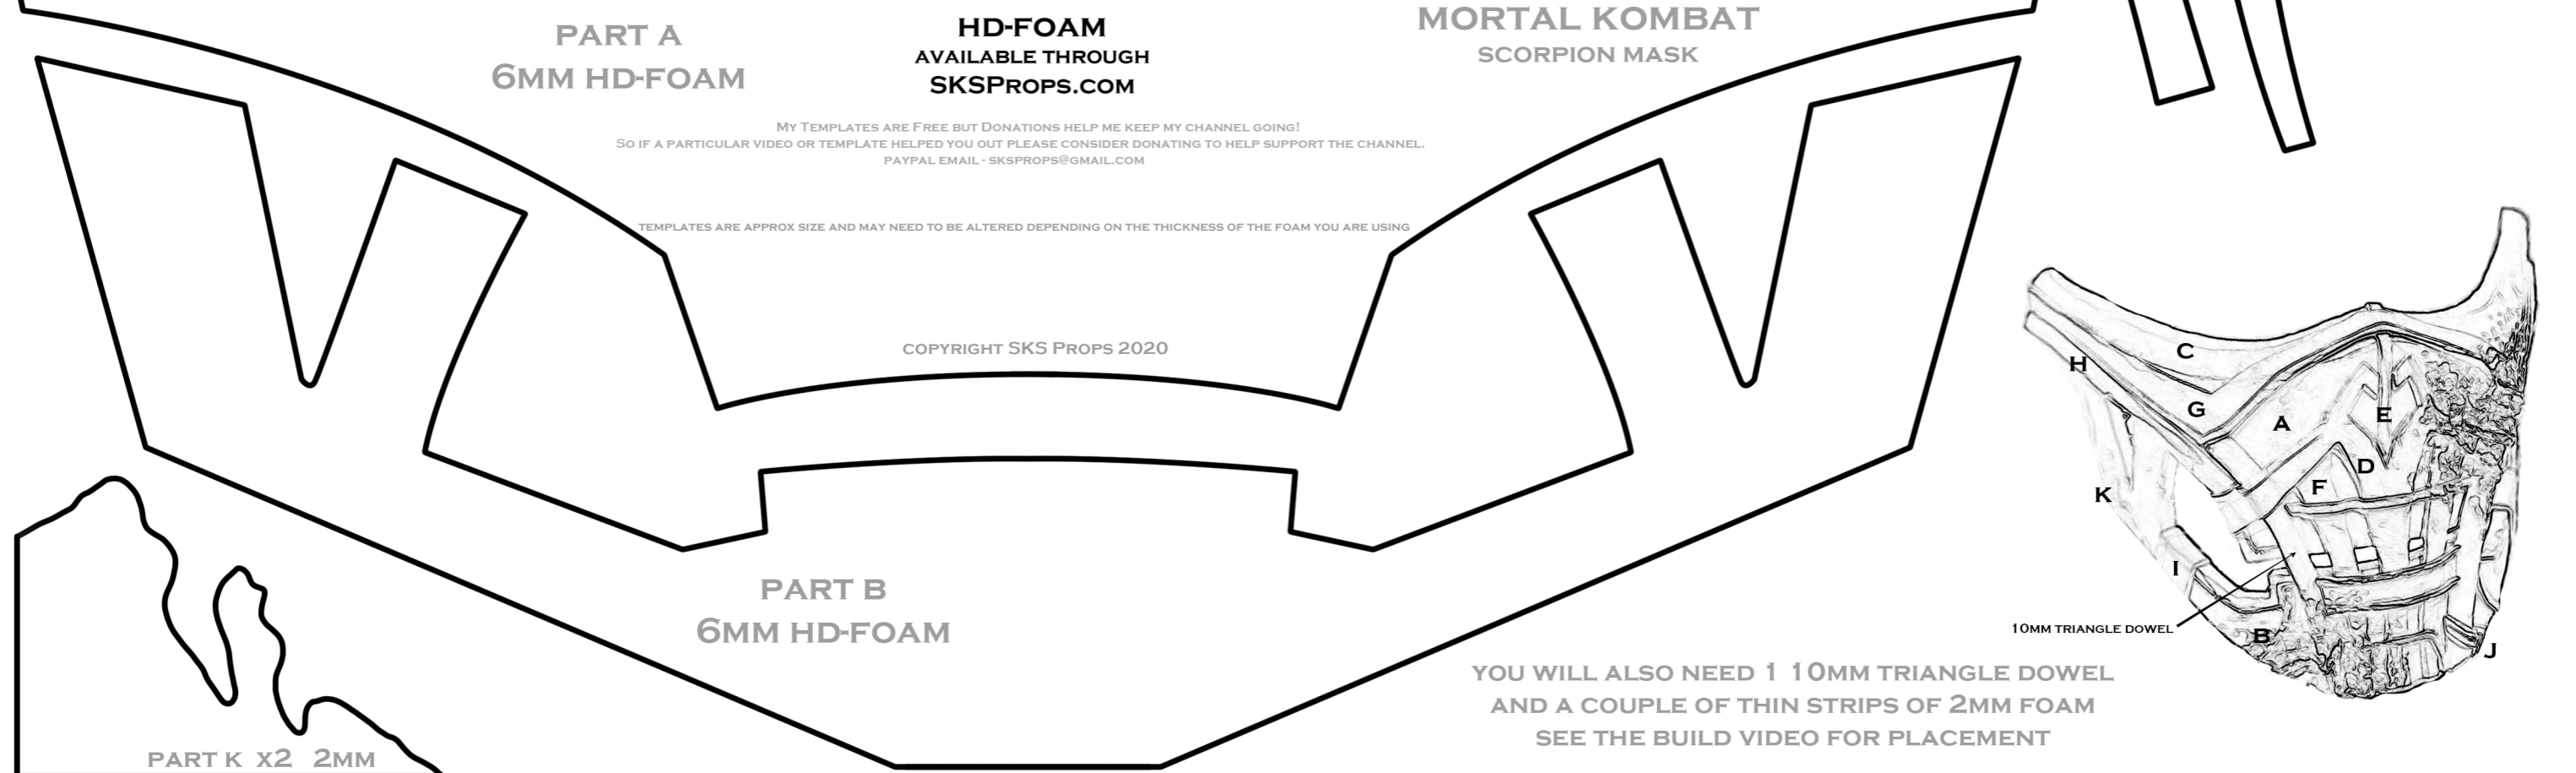 PART A
6MM HD-FOAM
HD-FOAM
AVAILABLE THROUGH
SKSPROPS.COM
MORTAL KOMBAT
SCORPION MASK
MY TEMPLATES ARE FREE BUT DONATIONS HELP ME KEEP MY CHANNEL GOING!
SO IF A PARTICULAR VIDEO OR TEMPLATE HELPED YOU OUT PLEASE CONSIDER DONATING TO HELP SUPPORT THE CHANNEL.
PAYPAL EMAIL - SKSPROPS@GMAIL.COM
TEMPLATES ARE APPROX SIZE AND MAY NEED TO BE ALTERED DEPENDING ON THE THICKNESS OF THE FOAM YOU ARE USING
COPYRIGHT SKS PROPS 2020
PART B
6MM HD-FOAM
PART K X2 2MM
C
H
G
A
E
D
F
K
I
10MM TRIANGLE DOWEL
B
J
YOU WILL ALSO NEED 1 10MM TRIANGLE DOWEL
AND A COUPLE OF THIN STRIPS OF 2MM FOAM
SEE THE BUILD VIDEO FOR PLACEMENT